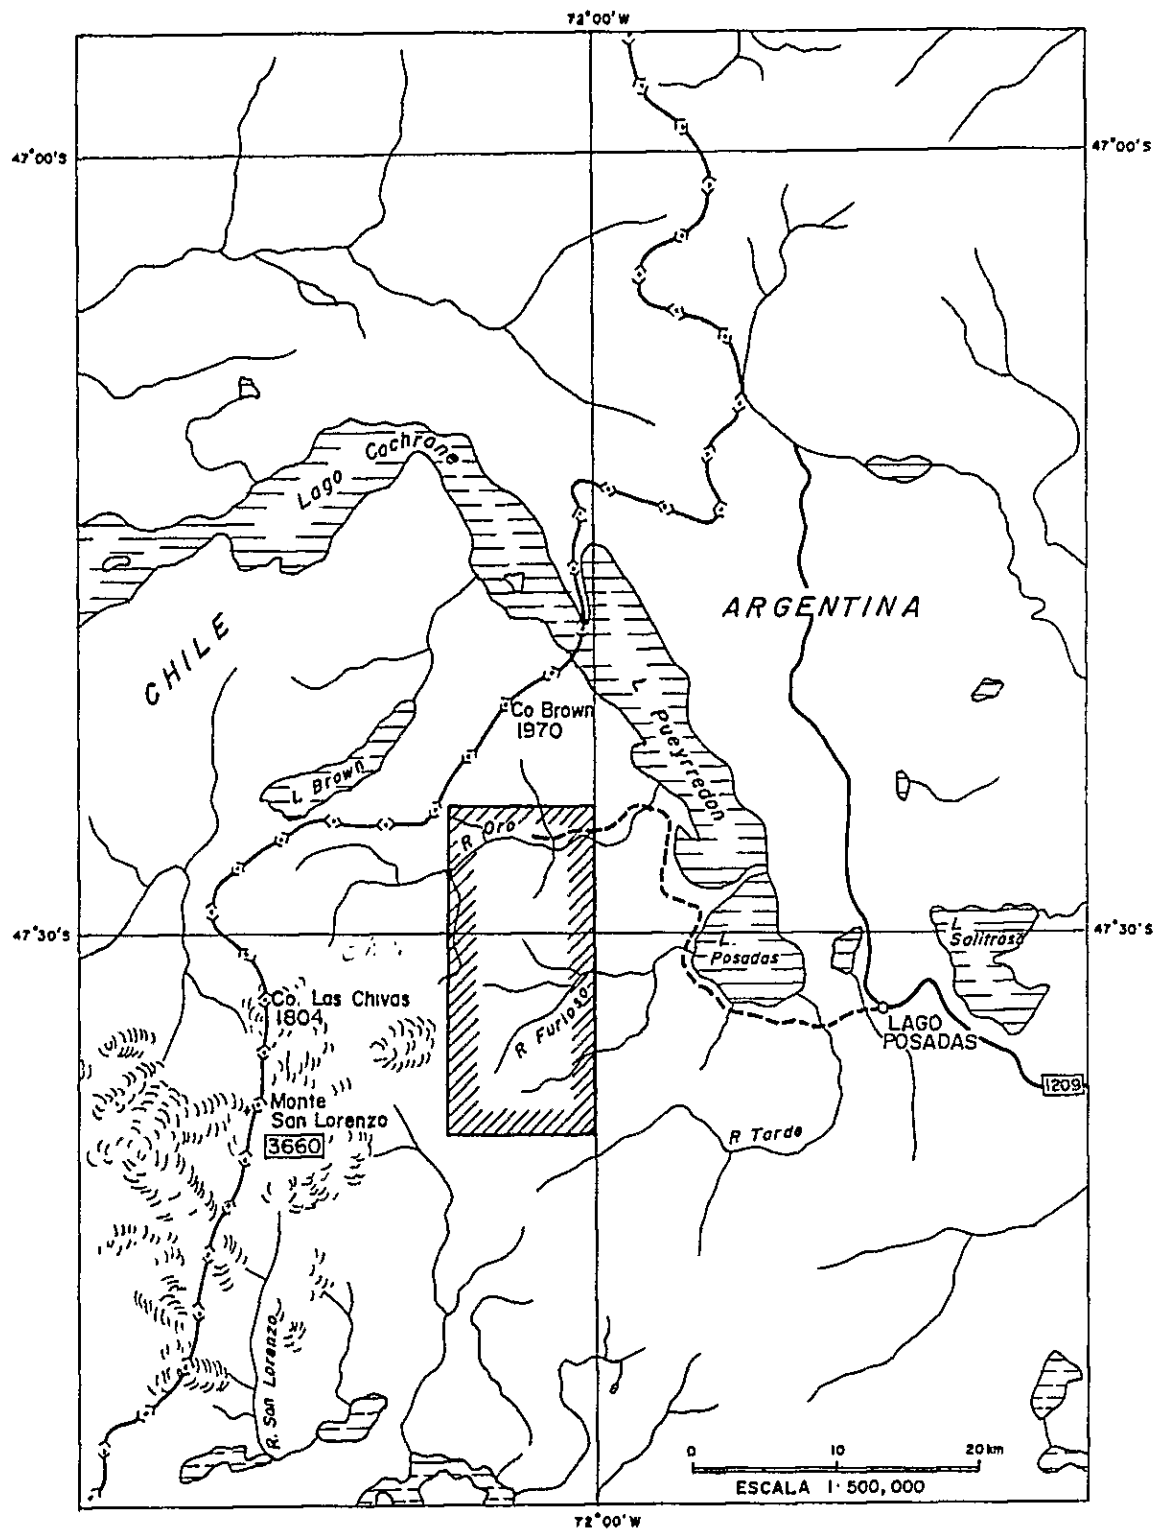 72°00'W
47°00'S
47°00'S
Lago Cochrane
ARGENTINA
CHILE
Co Brown
1970
L Pueyrredon
L Brown
R Oro
47°30'S
47°30'S
L
Salitroso
L.
Posadas
Co. Las Chivas
1804
R Furioso
LAGO
POSADAS
1209
Monte
San Lorenzo
3660
R Tarde
R. San Lorenzo
0 10 20 km
ESCALA 1:500,000
72°00'W